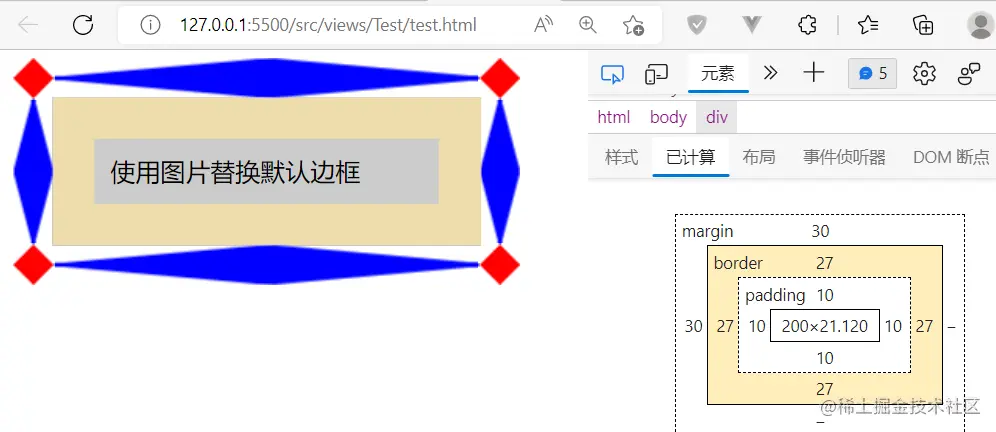 127.0.0.1:5500/src/views/Test/test.html
使用图片替换默认边框
元素
5
html body div
样式 已计算 布局 事件侦听器 DOM 断点
margin 30
border 27
padding 10
30 27 10 200×21.120 10 27 –
10
27
–
@稀土掘金技术社区